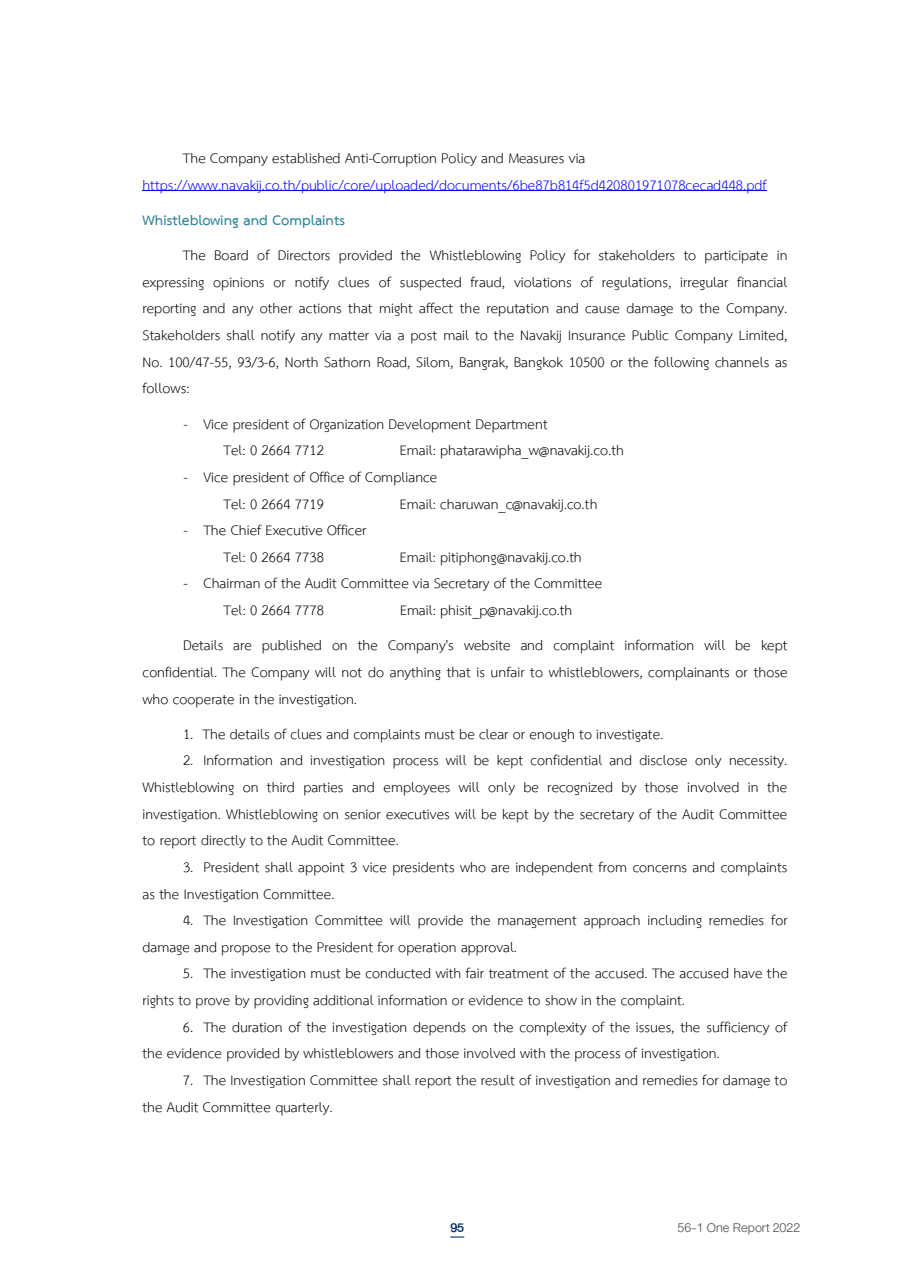 The Company established Anti-Corruption Policy and Measures via
https://www.navakij.co.th/public/core/uploaded/documents/6be87b814f5d420801971078cecad448.pdf
Whistleblowing and Complaints
The Board of Directors provided the Whistleblowing Policy for stakeholders to participate in
expressing opinions or notify clues of suspected fraud, violations of regulations, irregular financial
reporting and any other actions that might affect the reputation and cause damage to the Company.
Stakeholders shall notify any matter via a post mail to the Navakij Insurance Public Company Limited,
No. 100/47-55, 93/3-6, North Sathorn Road, Silom, Bangrak, Bangkok 10500 or the following channels as
follows:
- Vice president of Organization Development Department
Tel: 0 2664 7712 Email: phatarawipha_w@navakij.co.th
- Vice president of Office of Compliance
Tel: 0 2664 7719 Email: charuwan_c@navakij.co.th
- The Chief Executive Officer
Tel: 0 2664 7738 Email: pitiphong@navakij.co.th
- Chairman of the Audit Committee via Secretary of the Committee
Tel: 0 2664 7778 Email: phisit_p@navakij.co.th
Details are published on the Company's website and complaint information will be kept
confidential. The Company will not do anything that is unfair to whistleblowers, complainants or those
who cooperate in the investigation.
1. The details of clues and complaints must be clear or enough to investigate.
2. Information and investigation process will be kept confidential and disclose only necessity.
Whistleblowing on third parties and employees will only be recognized by those involved in the
investigation. Whistleblowing on senior executives will be kept by the secretary of the Audit Committee
to report directly to the Audit Committee.
3. President shall appoint 3 vice presidents who are independent from concerns and complaints
as the Investigation Committee.
4. The Investigation Committee will provide the management approach including remedies for
damage and propose to the President for operation approval.
5. The investigation must be conducted with fair treatment of the accused. The accused have the
rights to prove by providing additional information or evidence to show in the complaint.
6. The duration of the investigation depends on the complexity of the issues, the sufficiency of
the evidence provided by whistleblowers and those involved with the process of investigation.
7. The Investigation Committee shall report the result of investigation and remedies for damage to
the Audit Committee quarterly.
95 56-1 One Report 2022